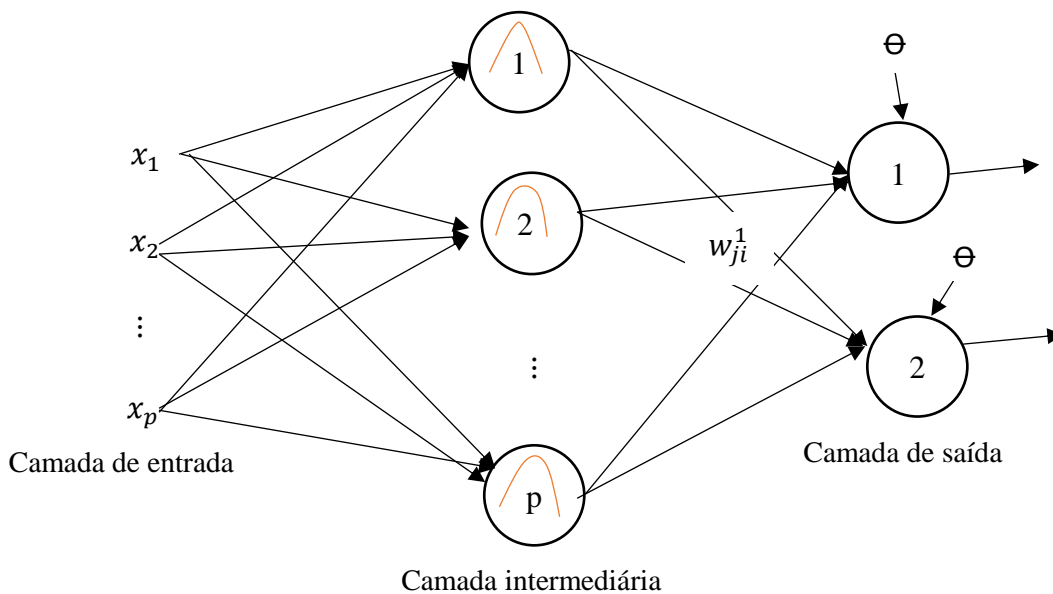 1
Ɵ
x₁
1
2
x₂
w¹ⱼᵢ
Ɵ
⋮
⋮
2
xₚ
Camada de entrada
Camada de saída
p
Camada intermediária